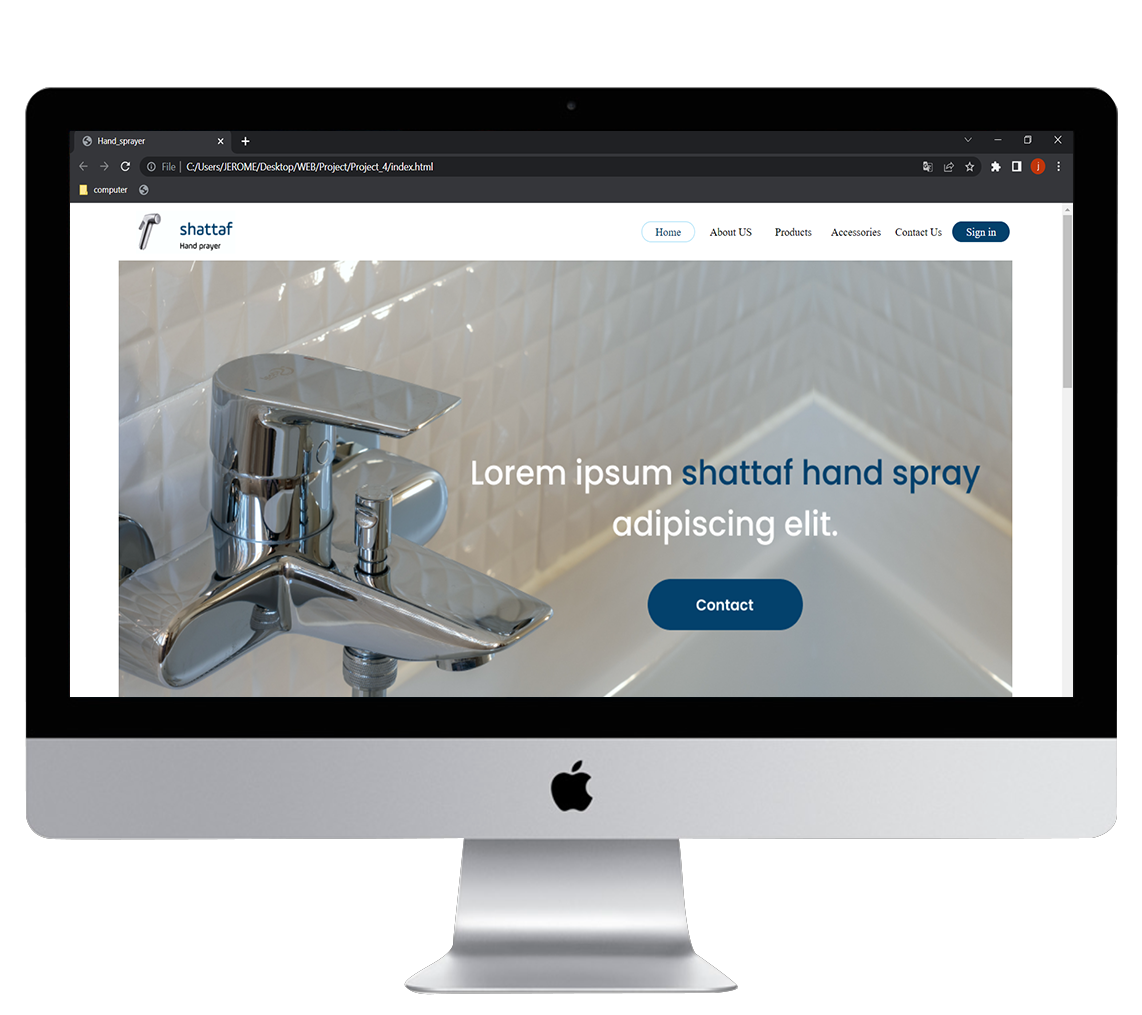 Hand_sprayer
File | C:/Users/JEROME/Desktop/WEB/Project/Project_4/index.html
j
computer
shattaf
Hand prayer
Home About US Products Accessories Contact Us Sign in
Lorem ipsum shattaf hand spray
adipiscing elit.
Contact